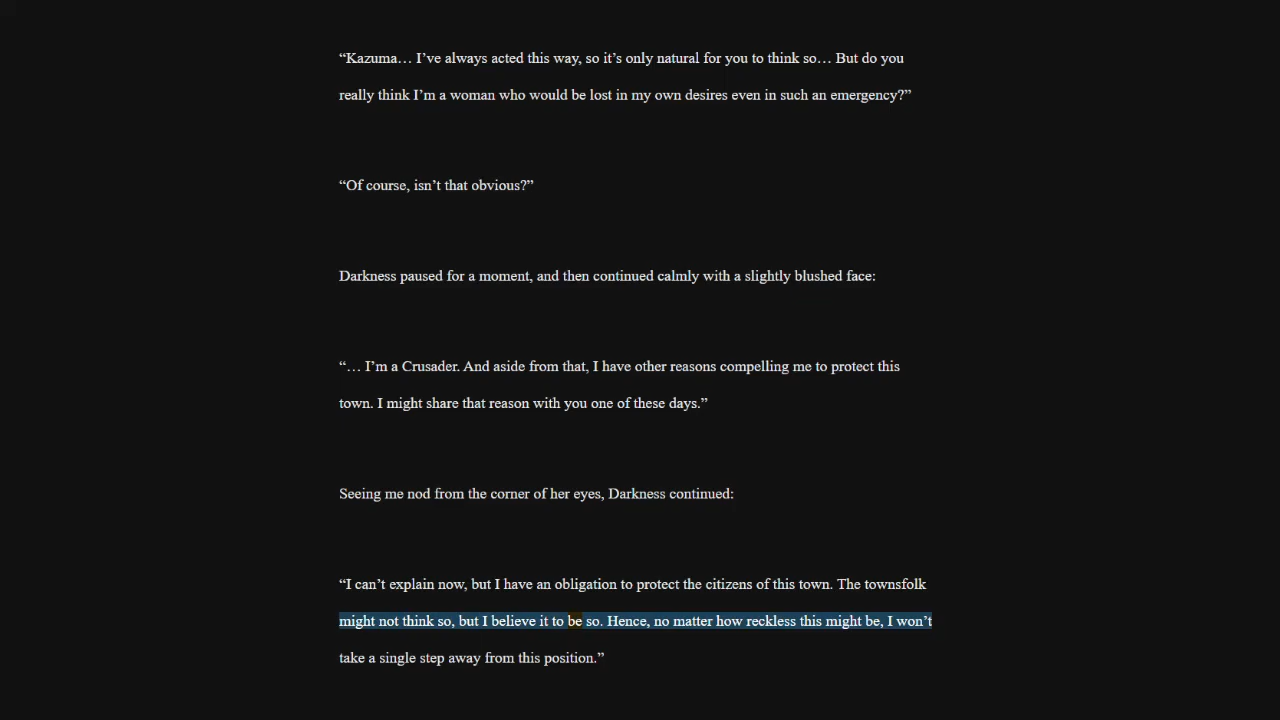 “Kazuma… I’ve always acted this way, so it’s only natural for you to think so… But do you
really think I’m a woman who would be lost in my own desires even in such an emergency?”
“Of course, isn’t that obvious?”
Darkness paused for a moment, and then continued calmly with a slightly blushed face:
“… I’m a Crusader. And aside from that, I have other reasons compelling me to protect this
town. I might share that reason with you one of these days.”
Seeing me nod from the corner of her eyes, Darkness continued:
“I can’t explain now, but I have an obligation to protect the citizens of this town. The townsfolk
might not think so, but I believe it to be so. Hence, no matter how reckless this might be, I won’t
take a single step away from this position.”